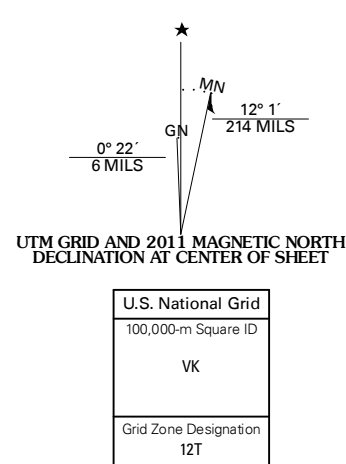 MN
GN
12° 1´
214 MILS
0° 22´
6 MILS
UTM GRID AND 2011 MAGNETIC NORTH
DECLINATION AT CENTER OF SHEET
U.S. National Grid
100,000-m Square ID
VK
Grid Zone Designation
12T